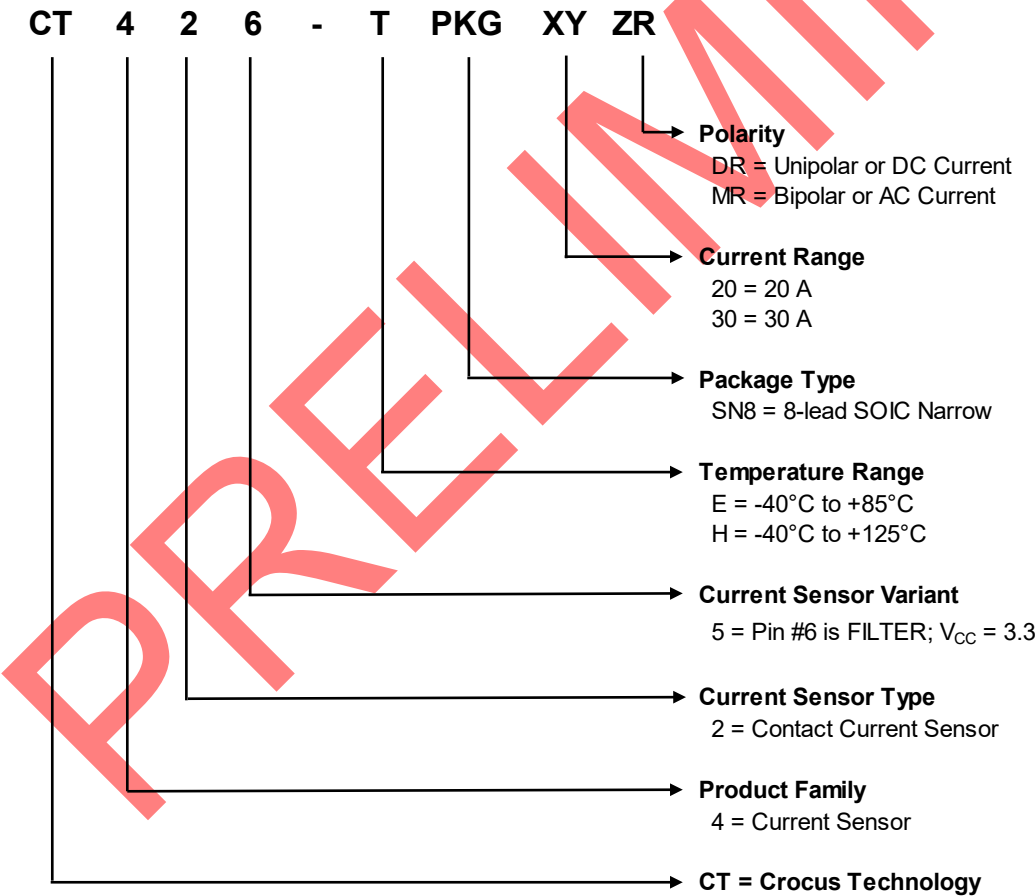 CT 4 2 6 - T PKG XY ZR
Polarity
DR = Unipolar or DC Current
MR = Bipolar or AC Current
Current Range
20 = 20 A
30 = 30 A
Package Type
SN8 = 8-lead SOIC Narrow
Temperature Range
E = -40°C to +85°C
H = -40°C to +125°C
Current Sensor Variant
5 = Pin #6 is FILTER; VCC = 3.3
Current Sensor Type
2 = Contact Current Sensor
Product Family
4 = Current Sensor
CT = Crocus Technology
PRELIMI